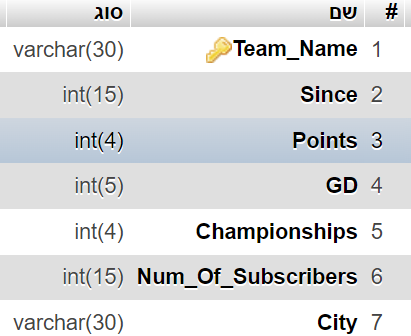 # שם סוג
1 Team_Name varchar(30)
2 Since int(15)
3 Points int(4)
4 GD int(5)
5 Championships int(4)
6 Num_Of_Subscribers int(15)
7 City varchar(30)